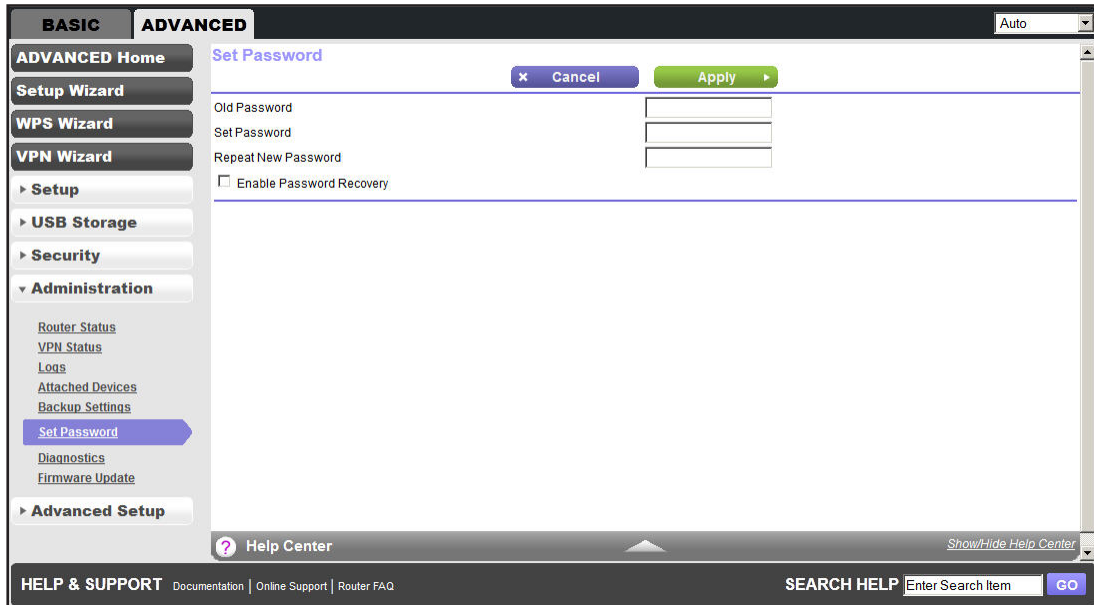 BASIC
ADVANCED
Auto
ADVANCED Home
Setup Wizard
WPS Wizard
VPN Wizard
Setup
USB Storage
Security
Administration
Router Status
VPN Status
Logs
Attached Devices
Backup Settings
Set Password
Diagnostics
Firmware Update
Advanced Setup
Set Password
Cancel
Apply
Old Password
Set Password
Repeat New Password
Enable Password Recovery
? Help Center
Show/Hide Help Center
HELP & SUPPORT Documentation | Online Support | Router FAQ
SEARCH HELP Enter Search Item GO